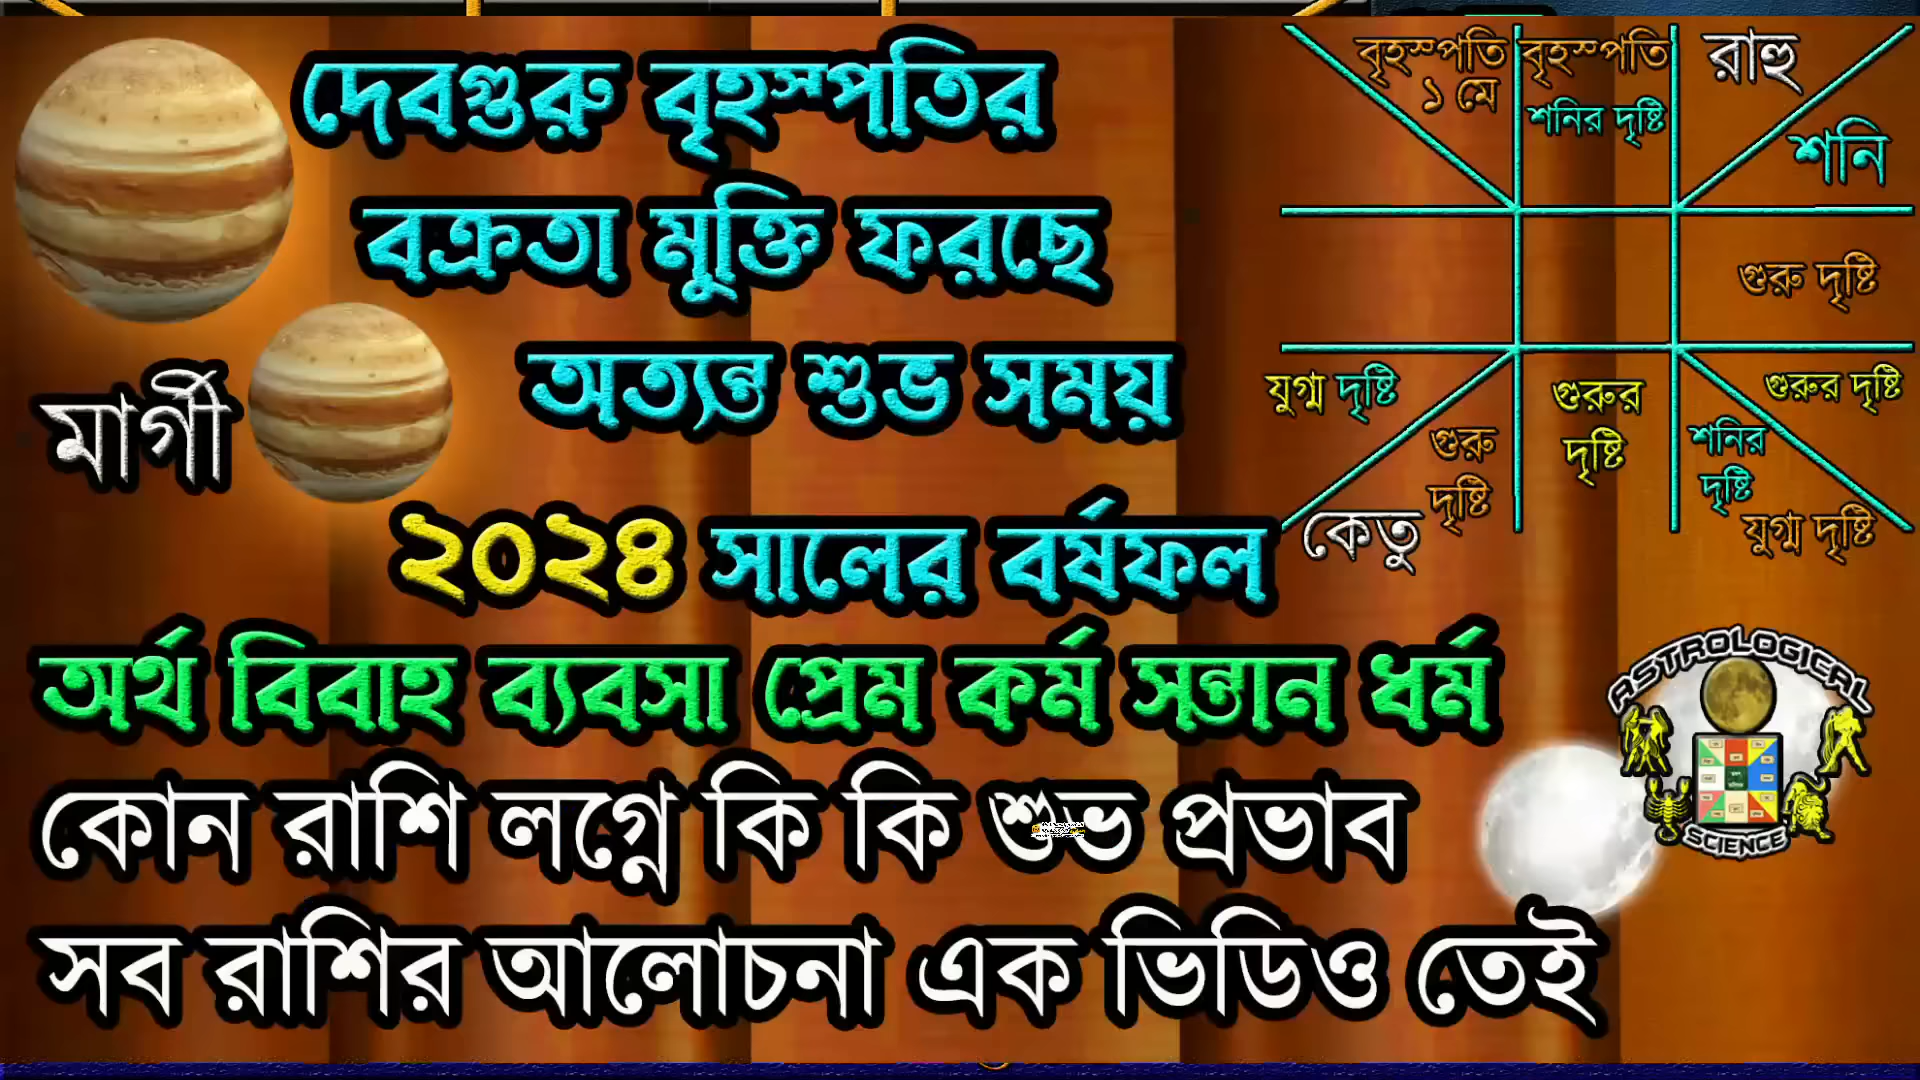 দেবগুরু বৃহস্পতির
বক্রতা মুক্তি ফরছে
অত্যন্ত শুভ সময়
মার্গী
২০২৪ সালের বর্ষফল
অর্থ বিবাহ ব্যবসা প্রেম কর্ম সন্তান ধর্ম
কোন রাশি লগ্নে কি কি শুভ প্রভাব
সব রাশির আলোচনা এক ভিডিও তেই
বৃহস্পতি
১ মে
বৃহস্পতি
শনির দৃষ্টি
রাহু
শনি
গুরু দৃষ্টি
যুগ্ম দৃষ্টি
গুরু
দৃষ্টি
কেতু
গুরুর
দৃষ্টি
গুরুর দৃষ্টি
শনির
দৃষ্টি
যুগ্ম দৃষ্টি
ASTROLOGICAL
SCIENCE